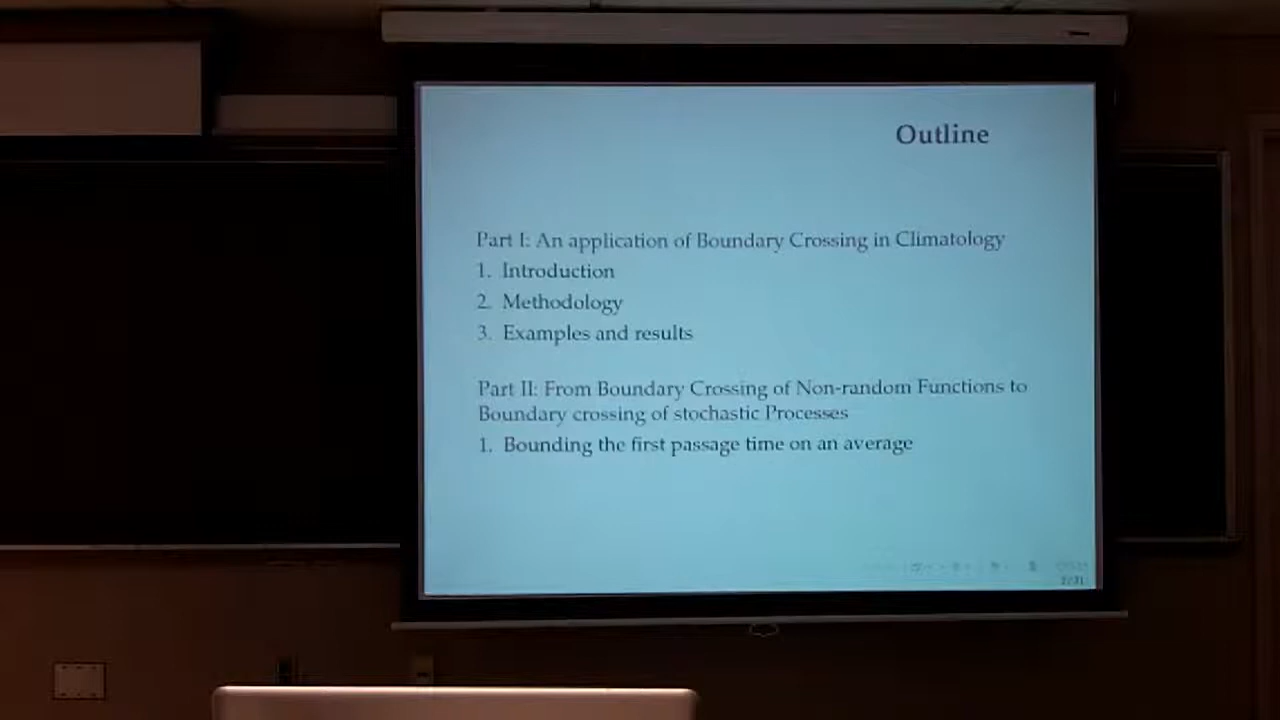 Outline
Part I: An application of Boundary Crossing in Climatology
1. Introduction
2. Methodology
3. Examples and results
Part II: From Boundary Crossing of Non-random Functions to
Boundary crossing of stochastic Processes
1. Bounding the first passage time on an average
2/31